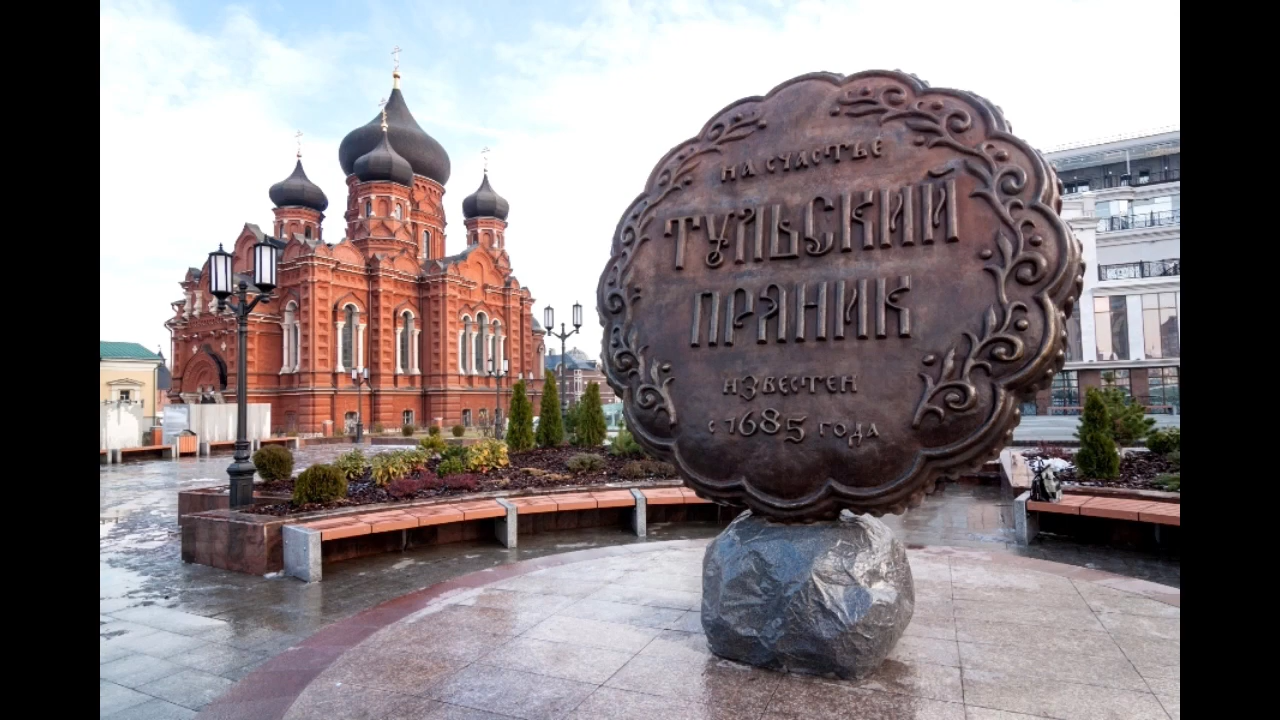 НА СЧАСТЬЕ
ТУЛЬСКИЙ
ПРЯНИК
ИЗВЕСТЕН
С 1685 ГОДА